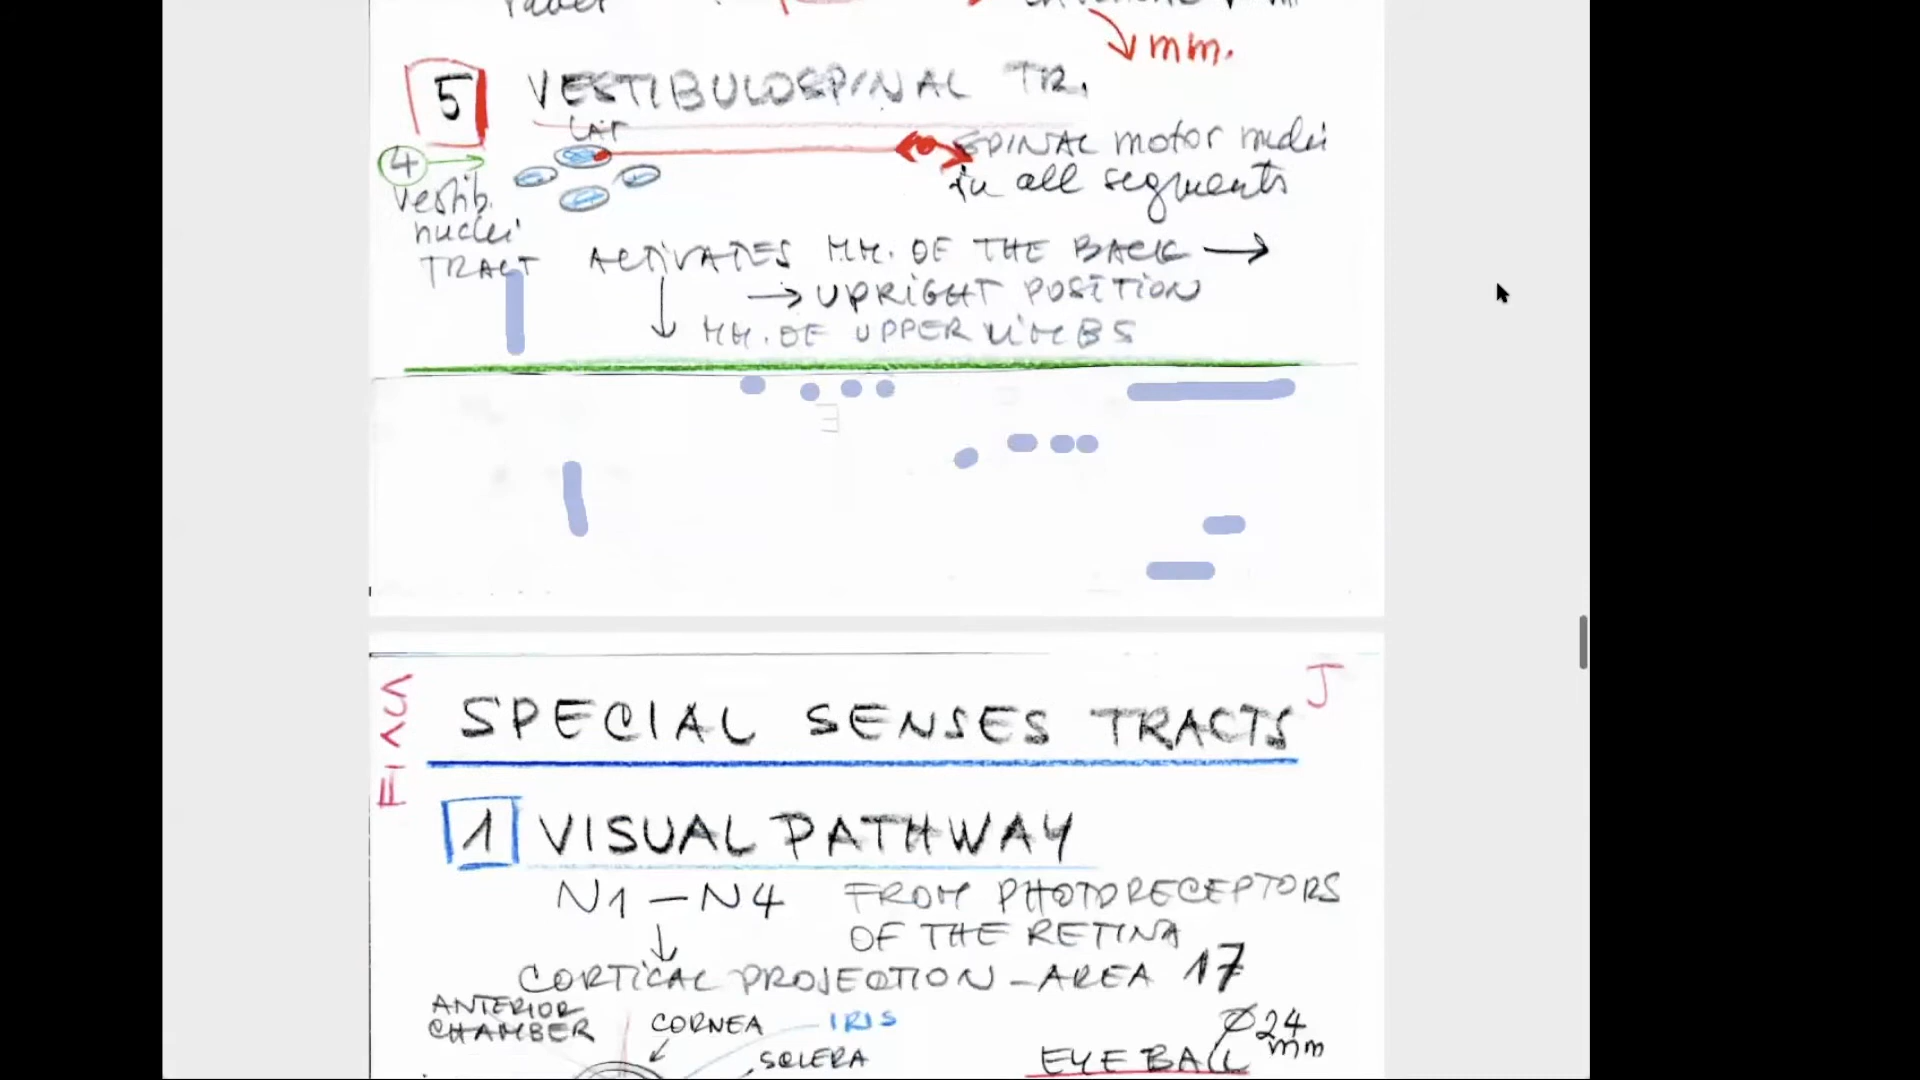 mm.
5 VESTIBULOSPINAL TR.
LAT
4
SPINAL motor nuclei
in all segments
Vestib.
nuclei
TRACT
ACTIVATES MM. OF THE BACK →
→ UPRIGHT POSITION
↓ MM. OF UPPER LIMBS
J
SPECIAL SENSES TRACTS
1 VISUAL PATHWAY
N1 – N4 FROM PHOTORECEPTORS
OF THE RETINA
↓
CORTICAL PROJECTION – AREA 17
ANTERIOR
CHAMBER
CORNEA
IRIS
SCLERA
Ø 24
mm
EYE BALL